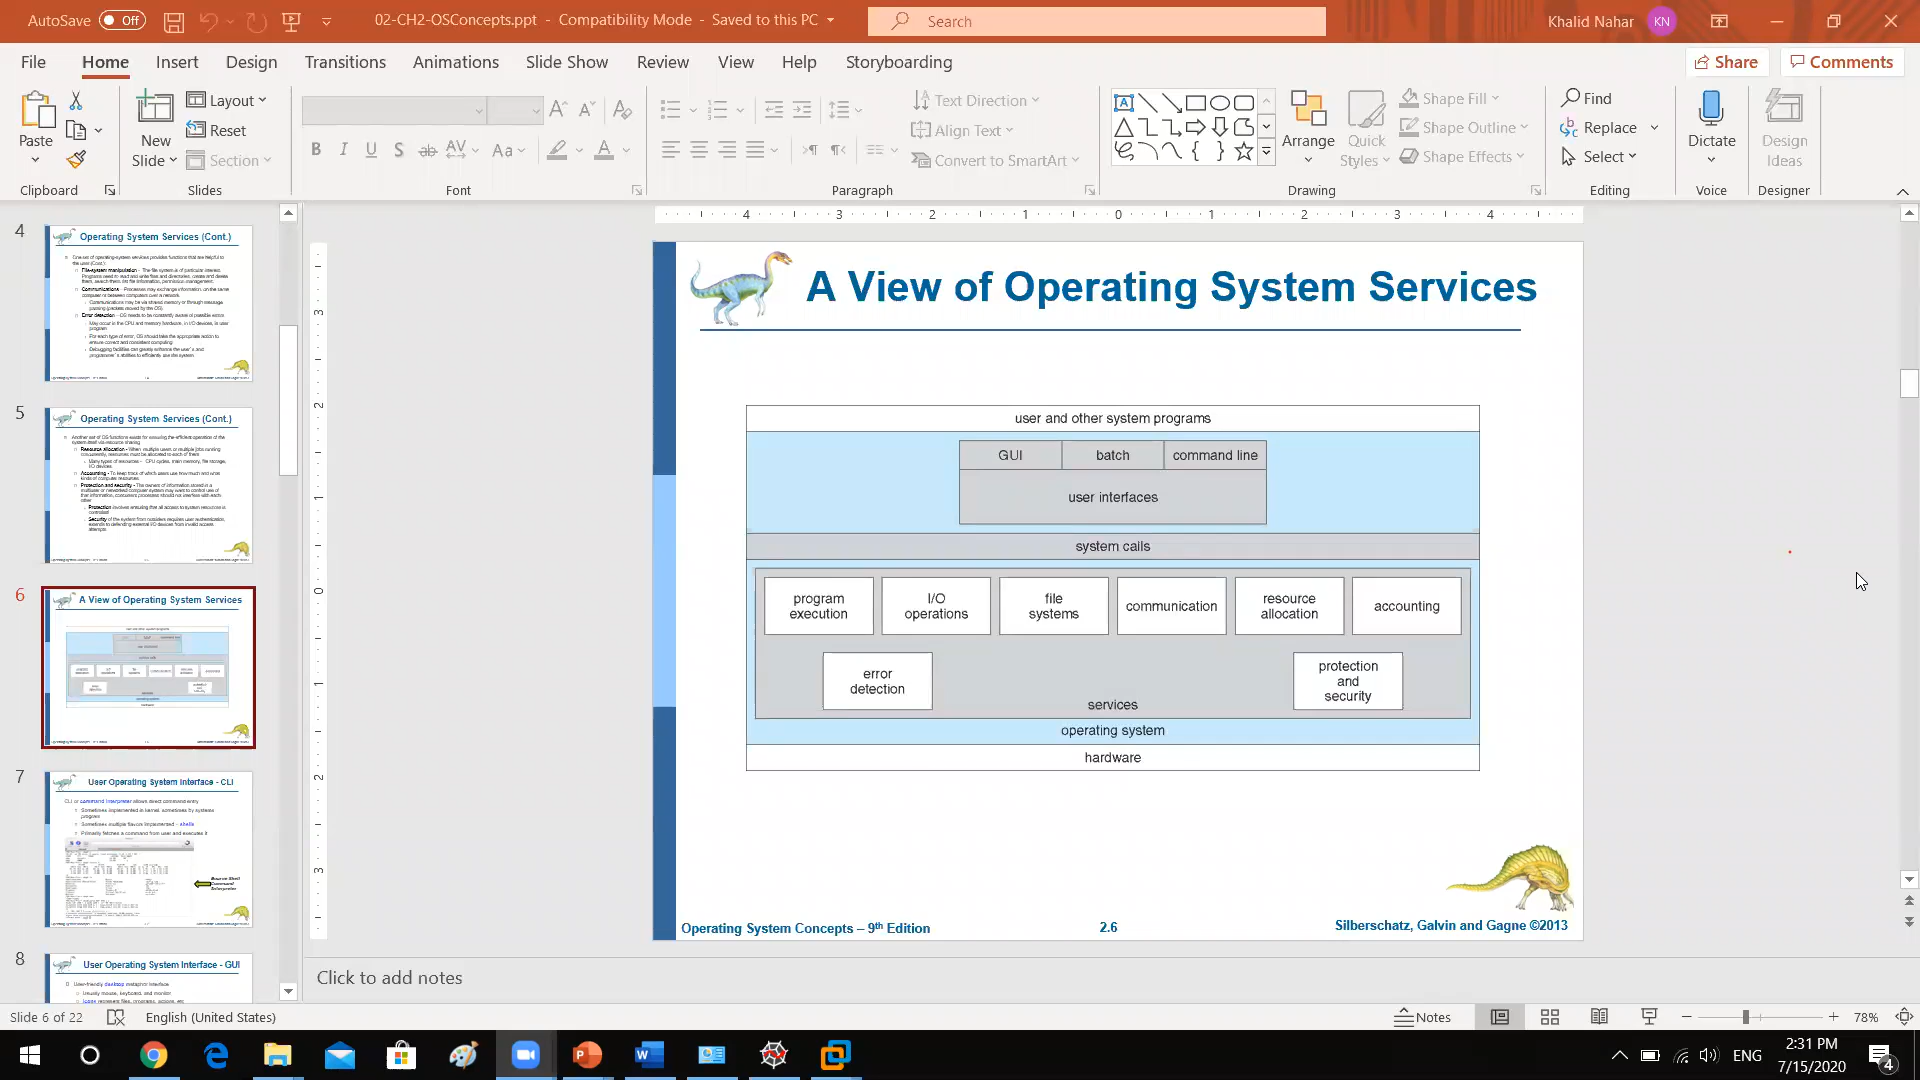 AutoSave Off
02-CH2-OSConcepts.ppt - Compatibility Mode - Saved to this PC
Search
Khalid Nahar KN
File Home Insert Design Transitions Animations Slide Show Review View Help Storyboarding
Share Comments
Paste
New Slide
Layout
Reset
Section
Text Direction
Align Text
Convert to SmartArt
Arrange
Quick Styles
Shape Fill
Shape Outline
Shape Effects
Find
Replace
Select
Dictate
Design Ideas
Clipboard Slides Font Paragraph Drawing Editing Voice Designer
4
Operating System Services (Cont.)
5
Operating System Services (Cont.)
6
A View of Operating System Services
7
User Operating System Interface - CLI
8
User Operating System Interface - GUI
A View of Operating System Services
user and other system programs
GUI batch command line
user interfaces
system calls
program execution
I/O operations
file systems
communication
resource allocation
accounting
error detection
protection and security
services
operating system
hardware
Operating System Concepts – 9th Edition
2.6
Silberschatz, Galvin and Gagne ©2013
Click to add notes
Slide 6 of 22
English (United States)
Notes
78%
ENG
2:31 PM
7/15/2020
4